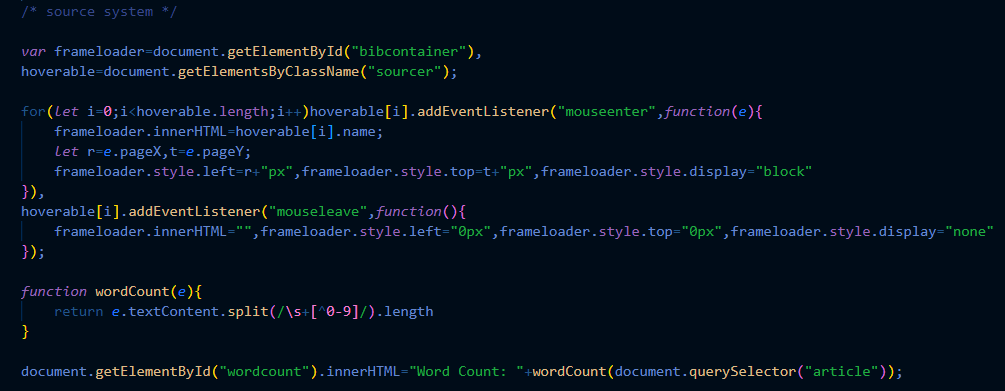 /* source system */
var frameloader=document.getElementById("bibcontainer"),
hoverable=document.getElementsByClassName("sourcer");
for(let i=0;i<hoverable.length;i++)hoverable[i].addEventListener("mouseenter",function(e){
frameloader.innerHTML=hoverable[i].name;
let r=e.pageX,t=e.pageY;
frameloader.style.left=r+"px",frameloader.style.top=t+"px",frameloader.style.display="block"
}),
hoverable[i].addEventListener("mouseleave",function(){
frameloader.innerHTML="",frameloader.style.left="0px",frameloader.style.top="0px",frameloader.style.display="none"
});
function wordCount(e){
return e.textContent.split(/\s+[^0-9]/).length
}
document.getElementById("wordcount").innerHTML="Word Count: "+wordCount(document.querySelector("article"));